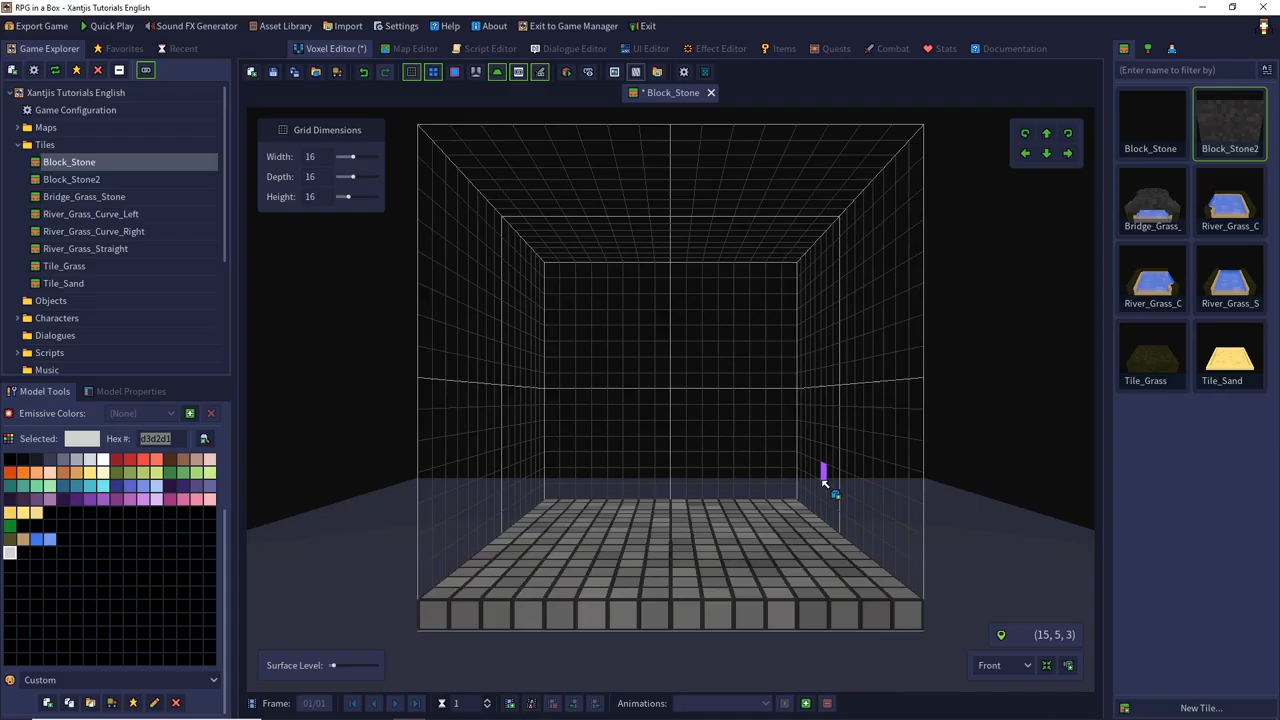 RPG in a Box - Xantjis Tutorials English
Export Game Quick Play Sound FX Generator Asset Library Import Settings Help About Exit to Game Manager Exit
Game Explorer Favorites Recent
Voxel Editor (*) Map Editor Script Editor Dialogue Editor UI Editor Effect Editor Items Quests Combat Stats Documentation
(Enter name to filter by)
Xantjis Tutorials English
Game Configuration
Maps
Tiles
Block_Stone
Block_Stone2
Bridge_Grass_Stone
River_Grass_Curve_Left
River_Grass_Curve_Right
River_Grass_Straight
Tile_Grass
Tile_Sand
Objects
Characters
Dialogues
Scripts
Music
Model Tools Model Properties
Emissive Colors: (None)
Selected: Hex #: d3d2d1
Custom
* Block_Stone
Grid Dimensions
Width: 16
Depth: 16
Height: 16
(15, 5, 3)
Surface Level:
Front
Frame: 01/01 1 Animations:
Block_Stone Block_Stone2
Bridge_Grass_ River_Grass_C
River_Grass_C River_Grass_S
Tile_Grass Tile_Sand
New Tile...